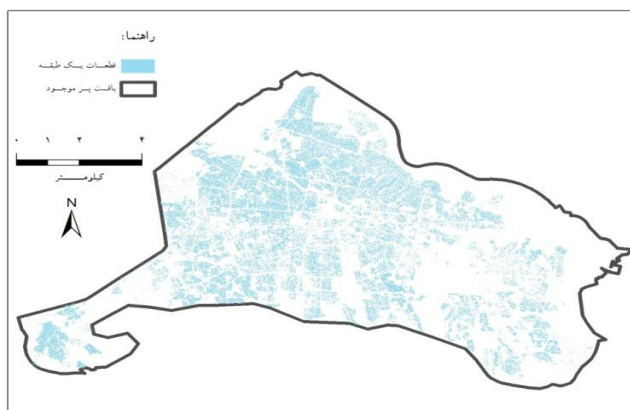 راهنما:
قطعات یک طبقه
بافت پر موجود
۰ ۱ ۲ ۴
کیلومتر
N